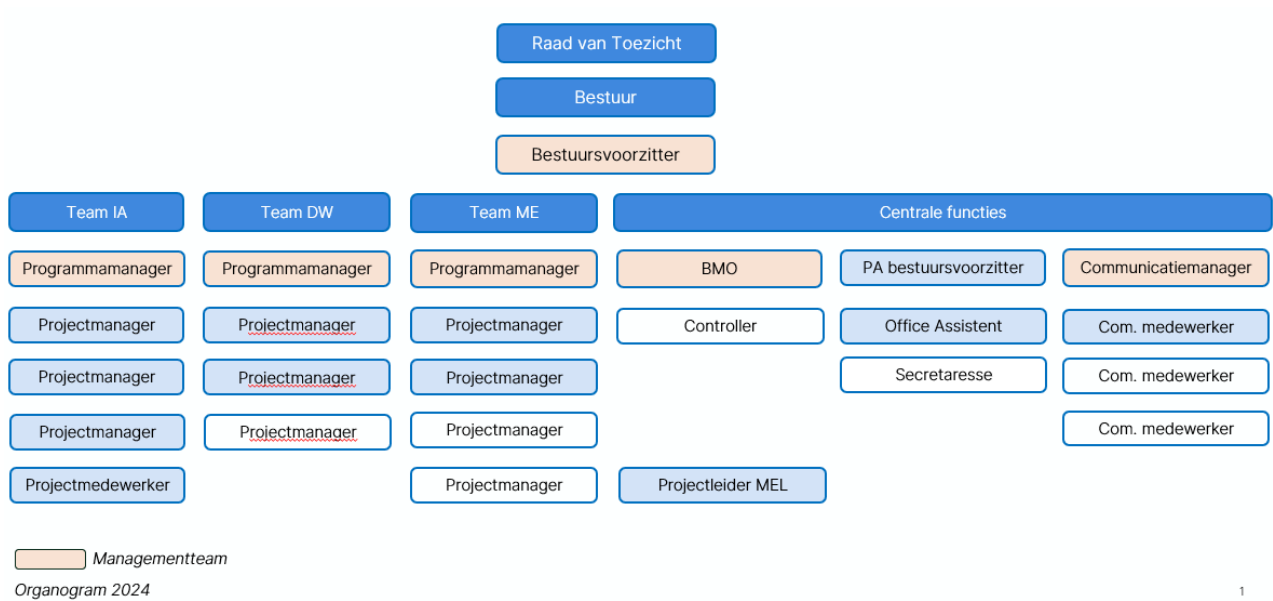 Raad van Toezicht
Bestuur
Bestuursvoorzitter
Team IA
Team DW
Team ME
Centrale functies
Programmamanager
Programmamanager
Programmamanager
BMO
PA bestuursvoorzitter
Communicatiemanager
Projectmanager
Projectmanager
Projectmanager
Controller
Office Assistent
Com. medewerker
Projectmanager
Projectmanager
Projectmanager
Secretaresse
Com. medewerker
Projectmanager
Projectmanager
Projectmanager
Com. medewerker
Projectmedewerker
Projectmanager
Projectleider MEL
Managementteam
Organogram 2024
1